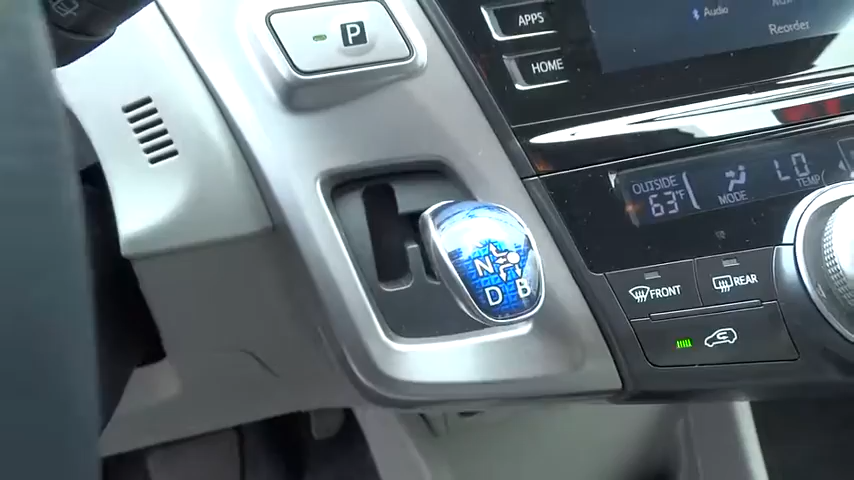 P
APPS
Audio
Reorder
HOME
OUTSIDE
63°F
MODE
LO
TEMP
R
N
D B
FRONT
REAR